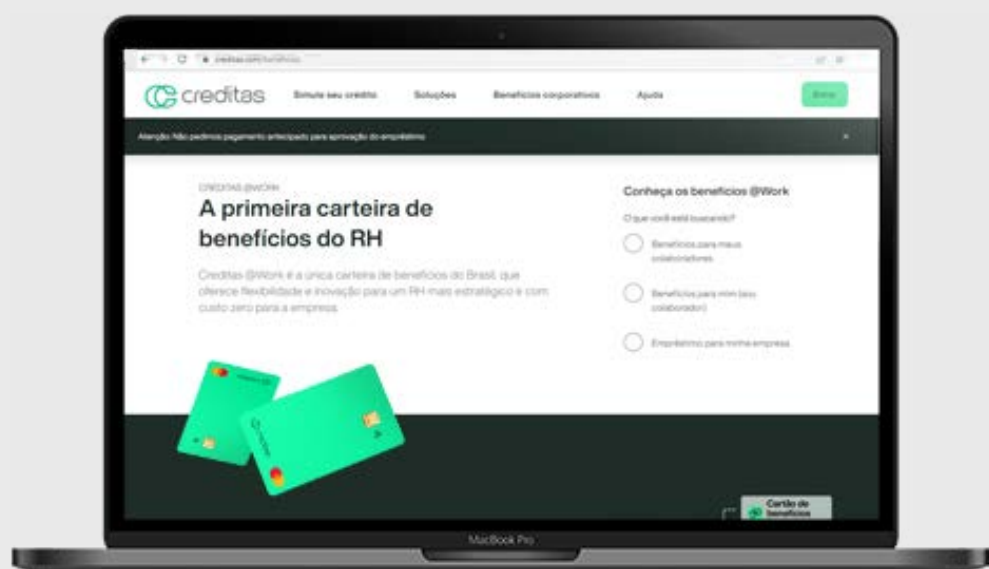 creditas
Simule seu crédito
Soluções
Benefícios corporativos
Ajuda
Entrar
Atenção: Não pedimos pagamento antecipado para aprovação do empréstimo
CREDITAS @WORK
A primeira carteira de
benefícios do RH
Creditas @Work é a única carteira de benefícios do Brasil, que
oferece flexibilidade e inovação para um RH mais estratégico e com
custo zero para a empresa.
Conheça os benefícios @Work
O que você está buscando?
Benefícios para meus
colaboradores
Benefícios para mim (sou
colaborador)
Empréstimo para minha empresa
creditas
Cartão de
benefícios
MacBook Pro